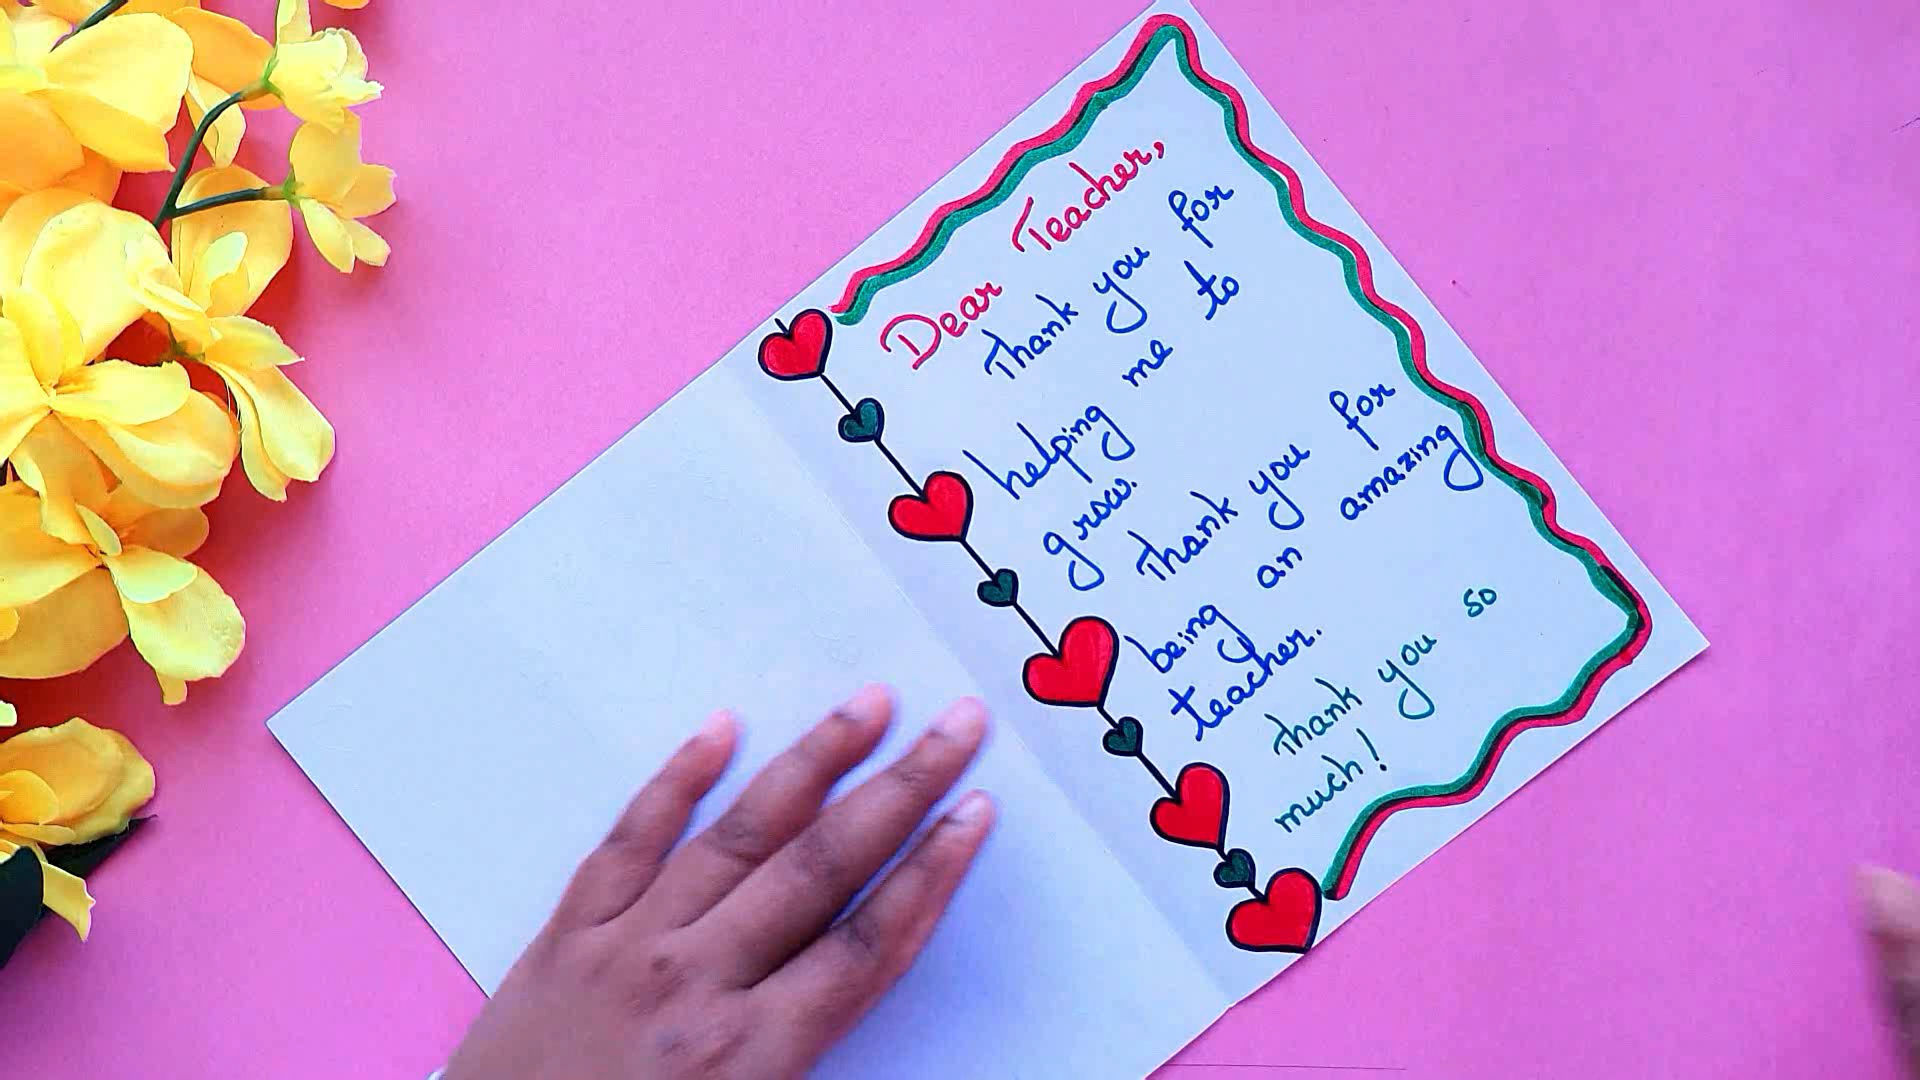 Dear Teacher,
Thank you for
helping me to
grow.
Thank you for
being an amazing
teacher.
Thank you so
much!